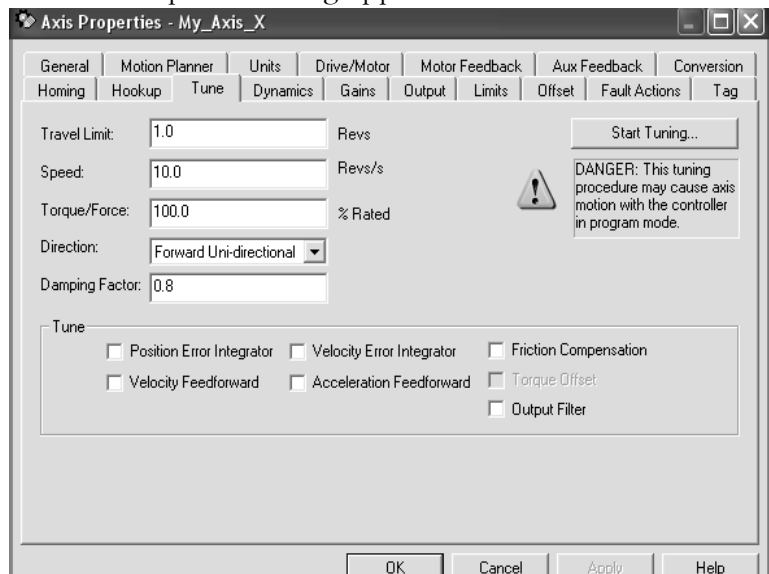 Axis Properties - My_Axis_X
General Motion Planner Units Drive/Motor Motor Feedback Aux Feedback Conversion
Homing Hookup Tune Dynamics Gains Output Limits Offset Fault Actions Tag
Travel Limit: 1.0 Revs
Start Tuning...
Speed: 10.0 Revs/s
DANGER: This tuning
procedure may cause axis
motion with the controller
in program mode.
Torque/Force: 100.0 % Rated
Direction: Forward Uni-directional
Damping Factor: 0.8
Tune
Position Error Integrator Velocity Error Integrator Friction Compensation
Velocity Feedforward Acceleration Feedforward Torque Offset
Output Filter
OK Cancel Apply Help